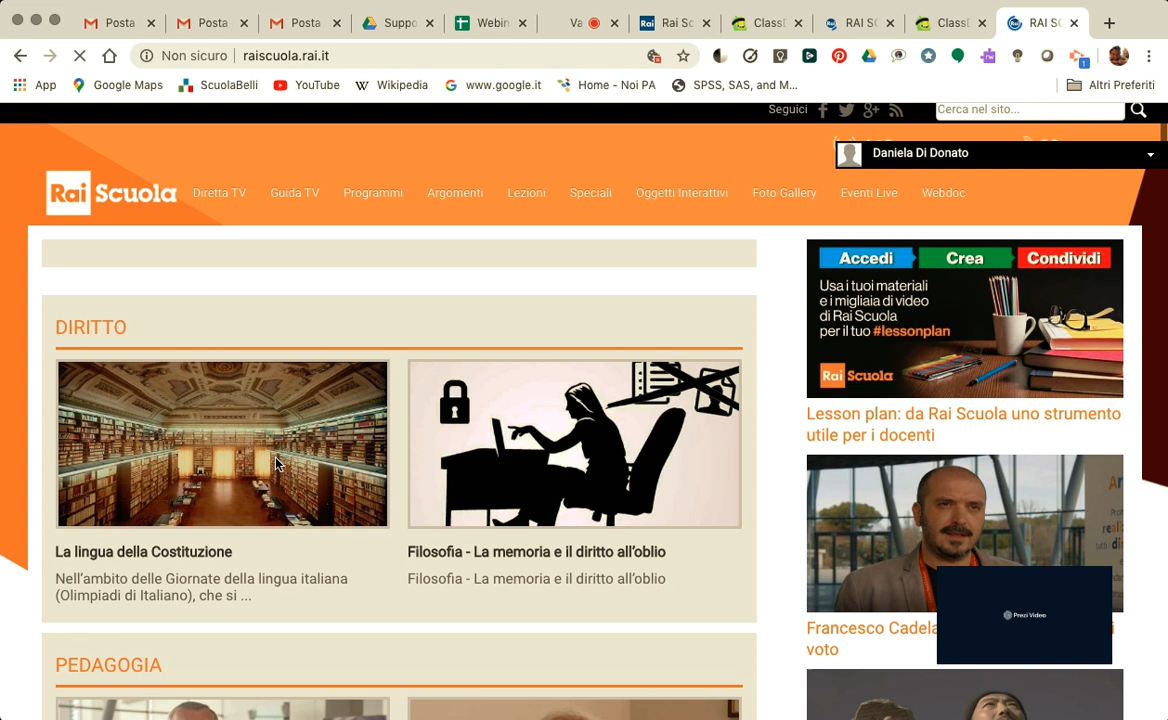 Posta
Posta
Posta
Suppo
Webin
Va
Rai Sc
ClassD
RAI SC
ClassD
RAI SC
Non sicuro | raiscuola.rai.it
1
App
Google Maps
ScuolaBelli
YouTube
Wikipedia
www.google.it
Home - Noi PA
SPSS, SAS, and M...
Altri Preferiti
Seguici
Cerca nel sito...
Daniela Di Donato
Rai Scuola
Diretta TV
Guida TV
Programmi
Argomenti
Lezioni
Speciali
Oggetti Interattivi
Foto Gallery
Eventi Live
Webdoc
DIRITTO
La lingua della Costituzione
Nell'ambito delle Giornate della lingua italiana
(Olimpiadi di Italiano), che si ...
Filosofia - La memoria e il diritto all'oblio
Filosofia - La memoria e il diritto all'oblio
PEDAGOGIA
Accedi
Crea
Condividi
Usa i tuoi materiali
e i migliaia di video
di Rai Scuola
per il tuo #lessonplan
Rai Scuola
Lesson plan: da Rai Scuola uno strumento
utile per i docenti
Francesco Cadela
voto
Prezi Video